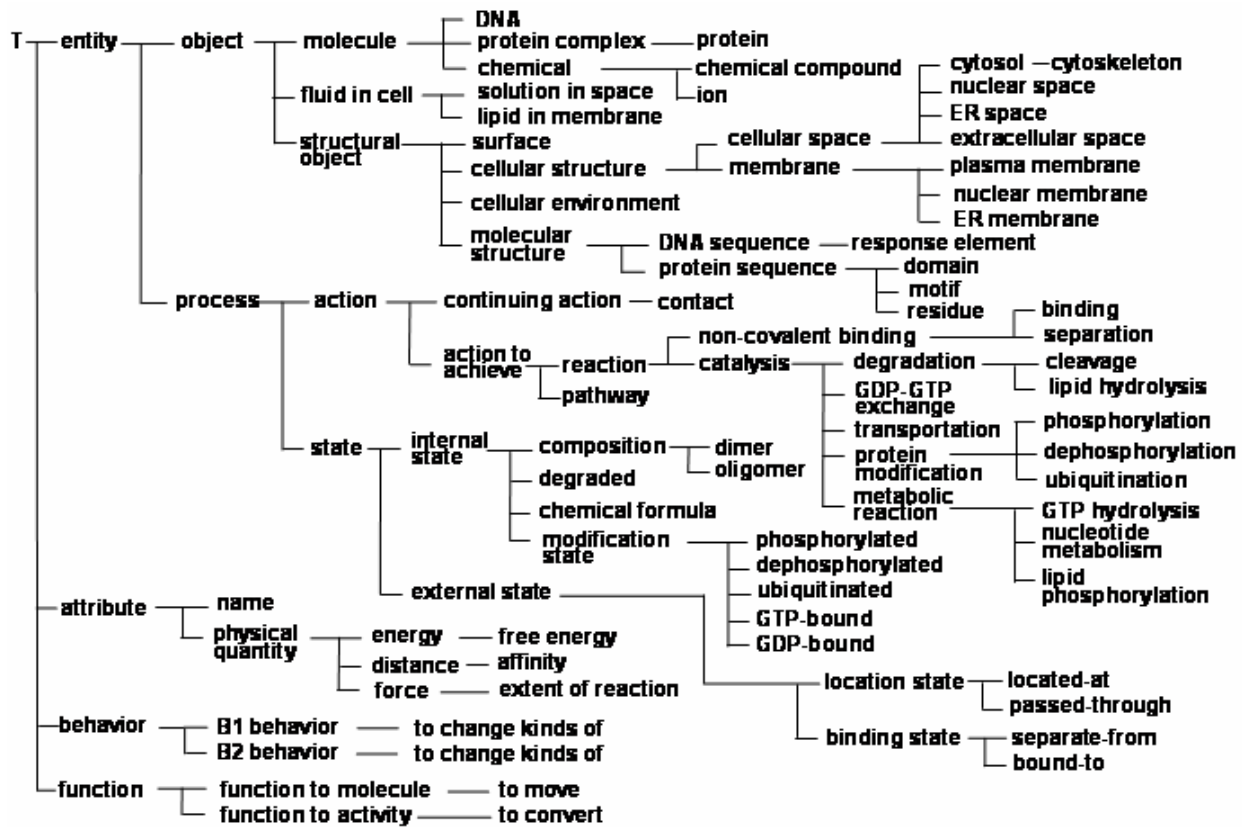 DNA
T entity object molecule protein complex protein
chemical chemical compound cytosol cytoskeleton
fluid in cell solution in space ion nuclear space
lipid in membrane ER space
structural object surface cellular space extracellular space
cellular structure membrane plasma membrane
cellular environment nuclear membrane
ER membrane
molecular structure DNA sequence response element
protein sequence domain
motif
process action continuing action contact residue
non-covalent binding binding
separation
action to achieve reaction catalysis degradation cleavage
lipid hydrolysis
pathway GDP-GTP exchange
phosphorylation
transportation
state internal state composition dimer protein modification dephosphorylation
oligomer
degraded ubiquitination
metabolic reaction GTP hydrolysis
chemical formula
nucleotide metabolism
modification state phosphorylated
dephosphorylated lipid phosphorylation
external state ubiquitinated
attribute name GTP-bound
physical quantity energy free energy GDP-bound
distance affinity
force extent of reaction location state located-at
passed-through
behavior B1 behavior to change kinds of
B2 behavior to change kinds of binding state separate-from
bound-to
function function to molecule to move
function to activity to convert